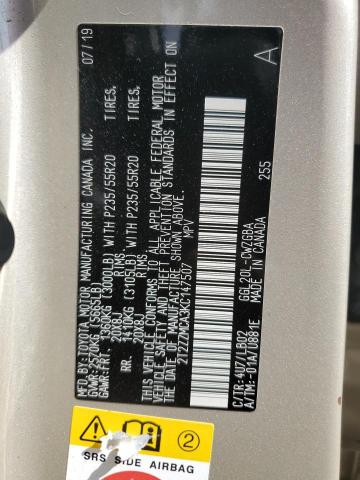 MFD.BY: TOYOTA MOTOR MANUFACTURING CANADA INC. 07/19
GVWR: 2570KG (5665LB)
GAWR: FRT. 1360KG (3000LB) WITH P235/55R20 TIRES,
20X8J RIMS,
RR. 1410KG (3105LB) WITH P235/55R20 TIRES,
20X8J RIMS,
THIS VEHICLE CONFORMS TO ALL APPLICABLE FEDERAL MOTOR
VEHICLE SAFETY AND THEFT PREVENTION STANDARDS IN EFFECT
ON THE DATE OF MANUFACTURE SHOWN ABOVE.
2T2ZZMCA3KC147507 MPV
A
255
C/TR: 4U7/LB02 GGL20L-CWZGBA
A/TM: -01A/U881E MADE IN CANADA
2
SRS SIDE AIRBAG